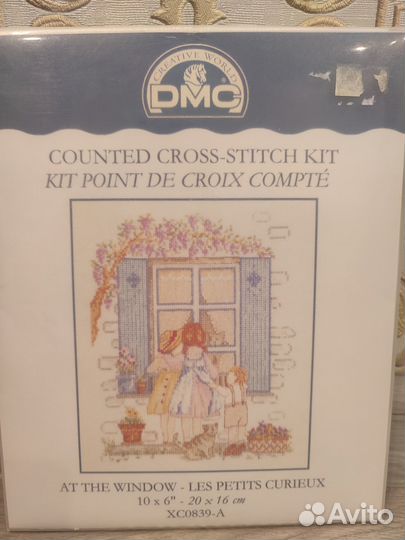 CREATIVE WORLD
DMC
COUNTED CROSS-STITCH KIT
KIT POINT DE CROIX COMPTÉ
AT THE WINDOW - LES PETITS CURIEUX
10 x 6" - 20 x 16 cm
XC0839-A
Avito